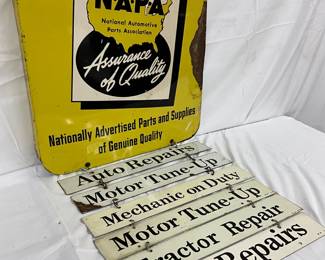 NAPA
National Automotive
Parts Association
Assurance
of Quality
Nationally Advertised Parts and Supplies
of Genuine Quality
Auto Repairs
Motor Tune-Up
Mechanic on Duty
Motor Tune-Up
Tractor Repair
Repairs